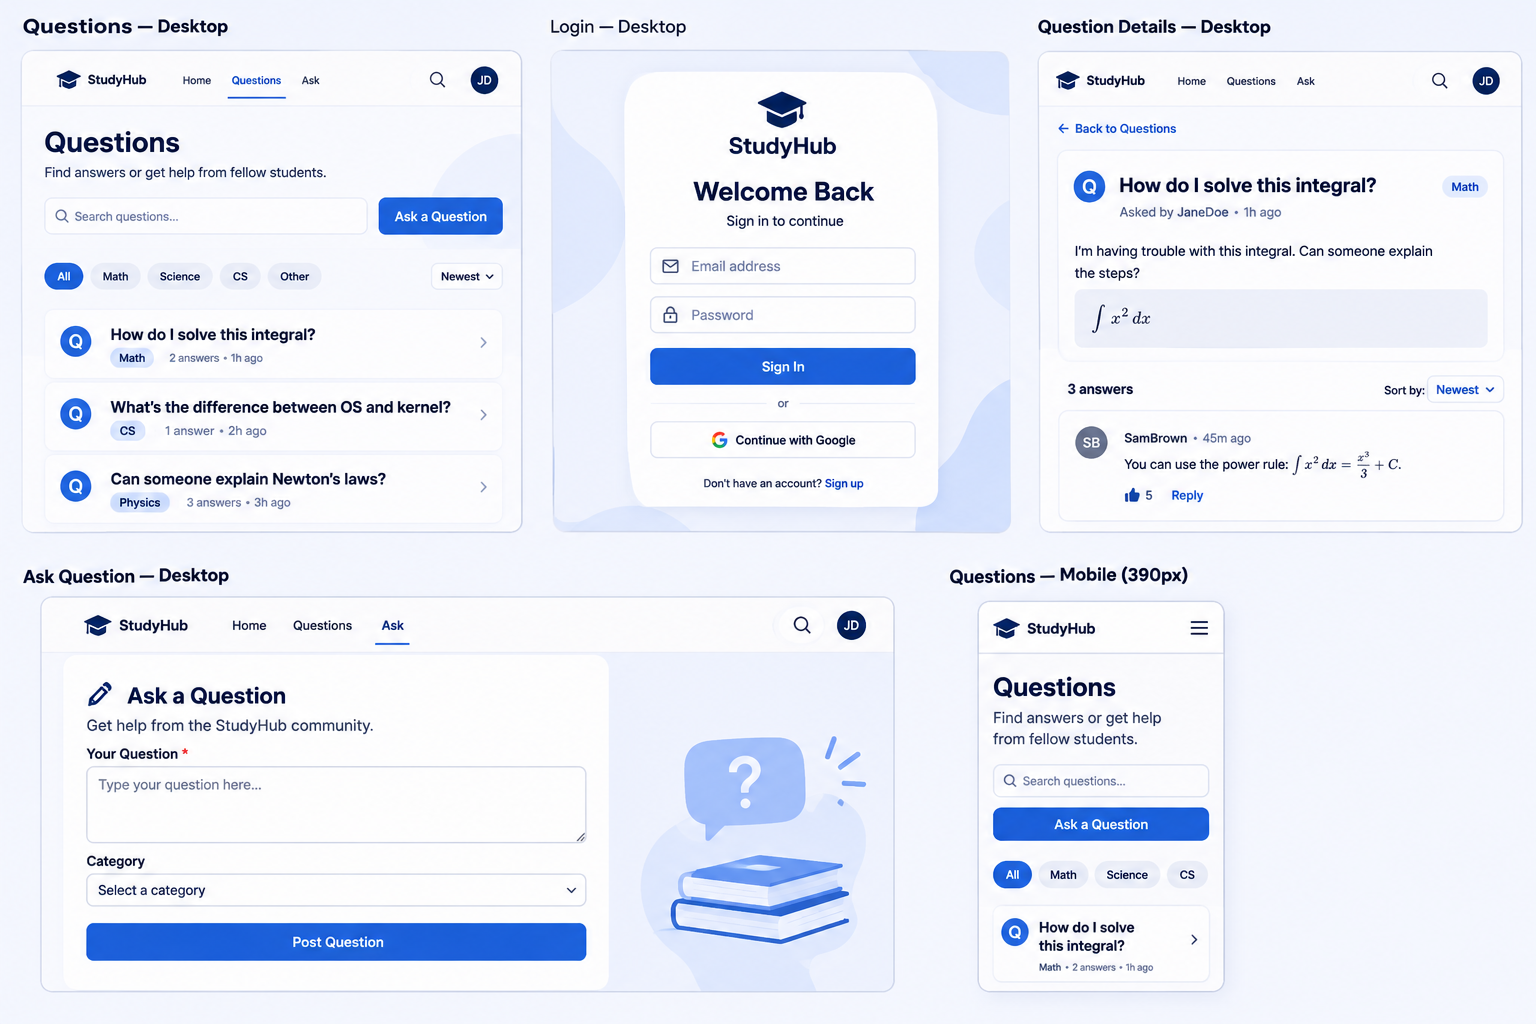 Questions — Desktop
StudyHub Home Questions Ask JD
Questions
Find answers or get help from fellow students.
Search questions... Ask a Question
All Math Science CS Other Newest
Q How do I solve this integral?
Math 2 answers • 1h ago
Q What's the difference between OS and kernel?
CS 1 answer • 2h ago
Q Can someone explain Newton's laws?
Physics 3 answers • 3h ago
Login — Desktop
StudyHub
Welcome Back
Sign in to continue
Email address
Password
Sign In
or
Continue with Google
Don't have an account? Sign up
Question Details — Desktop
StudyHub Home Questions Ask JD
← Back to Questions
Q How do I solve this integral? Math
Asked by JaneDoe • 1h ago
I'm having trouble with this integral. Can someone explain
the steps?
∫ x² dx
3 answers Sort by: Newest
SB SamBrown • 45m ago
You can use the power rule: ∫ x² dx = x³/3 + C.
5 Reply
Ask Question — Desktop
StudyHub Home Questions Ask JD
Ask a Question
Get help from the StudyHub community.
Your Question *
Type your question here...
Category
Select a category
Post Question
?
Questions — Mobile (390px)
StudyHub
Questions
Find answers or get help
from fellow students.
Search questions...
Ask a Question
All Math Science CS
Q How do I solve
this integral?
Math • 2 answers • 1h ago